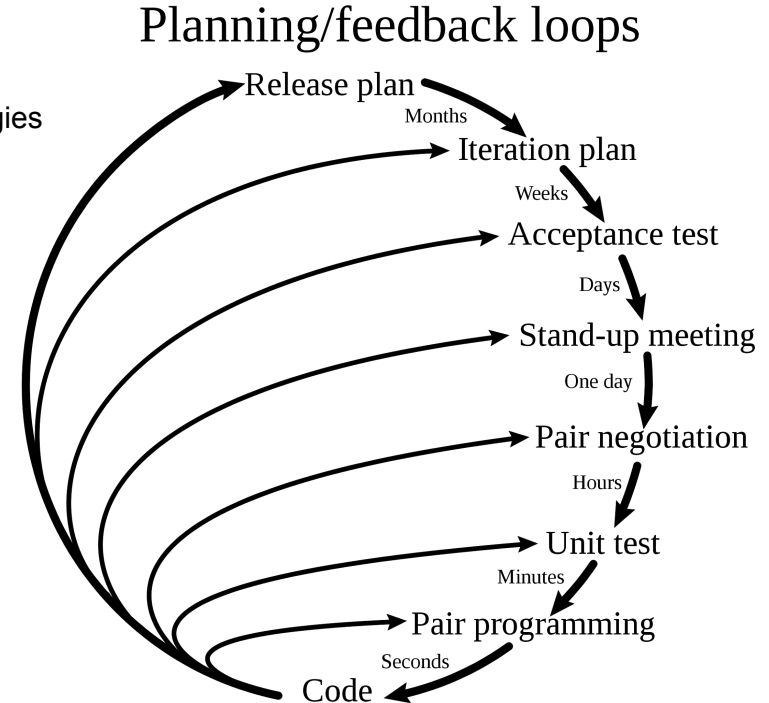 Planning/feedback loops
gies
Release plan
Months
Iteration plan
Weeks
Acceptance test
Days
Stand-up meeting
One day
Pair negotiation
Hours
Unit test
Minutes
Pair programming
Seconds
Code